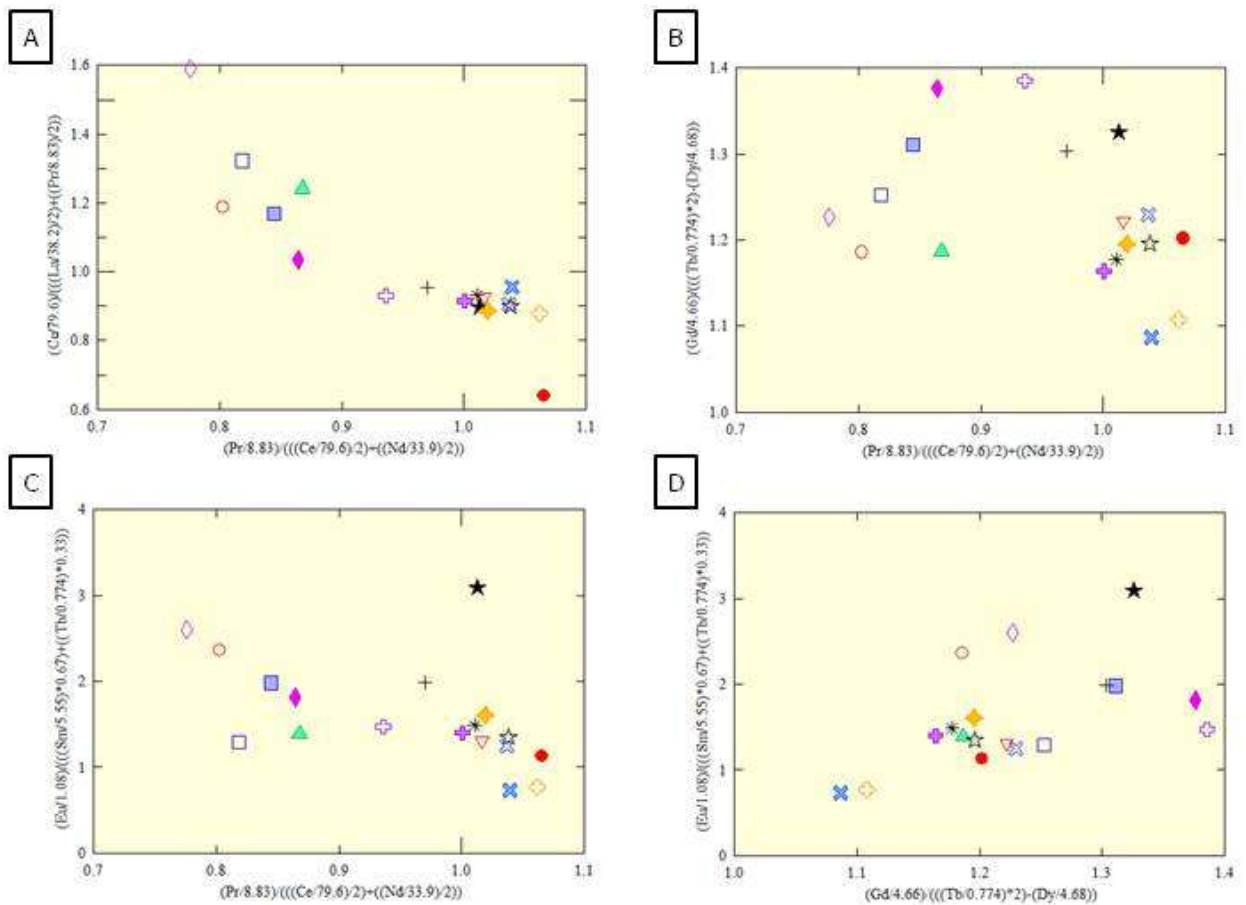 A
1.6
1.4
1.2
1.0
0.8
0.6
0.7 0.8 0.9 1.0 1.1
(Ce/79.6)/(((La/38.2)/2)+((Pr/8.83)/2))
(Pr/8.83)/(((Ce/79.6)/2)+((Nd/33.9)/2))
B
1.4
1.3
1.2
1.1
1.0
0.7 0.8 0.9 1.0 1.1
(Gd/4.66)/(((Tb/0.774)*2)-(Dy/4.68))
(Pr/8.83)/(((Ce/79.6)/2)+((Nd/33.9)/2))
C
4
3
2
1
0
0.7 0.8 0.9 1.0 1.1
(Eu/1.08)/(((Sm/5.55)*0.67)+((Tb/0.774)*0.33))
(Pr/8.83)/(((Ce/79.6)/2)+((Nd/33.9)/2))
D
4
3
2
1
0
1.0 1.1 1.2 1.3 1.4
(Eu/1.08)/(((Sm/5.55)*0.67)+((Tb/0.774)*0.33))
(Gd/4.66)/(((Tb/0.774)*2)-(Dy/4.68))